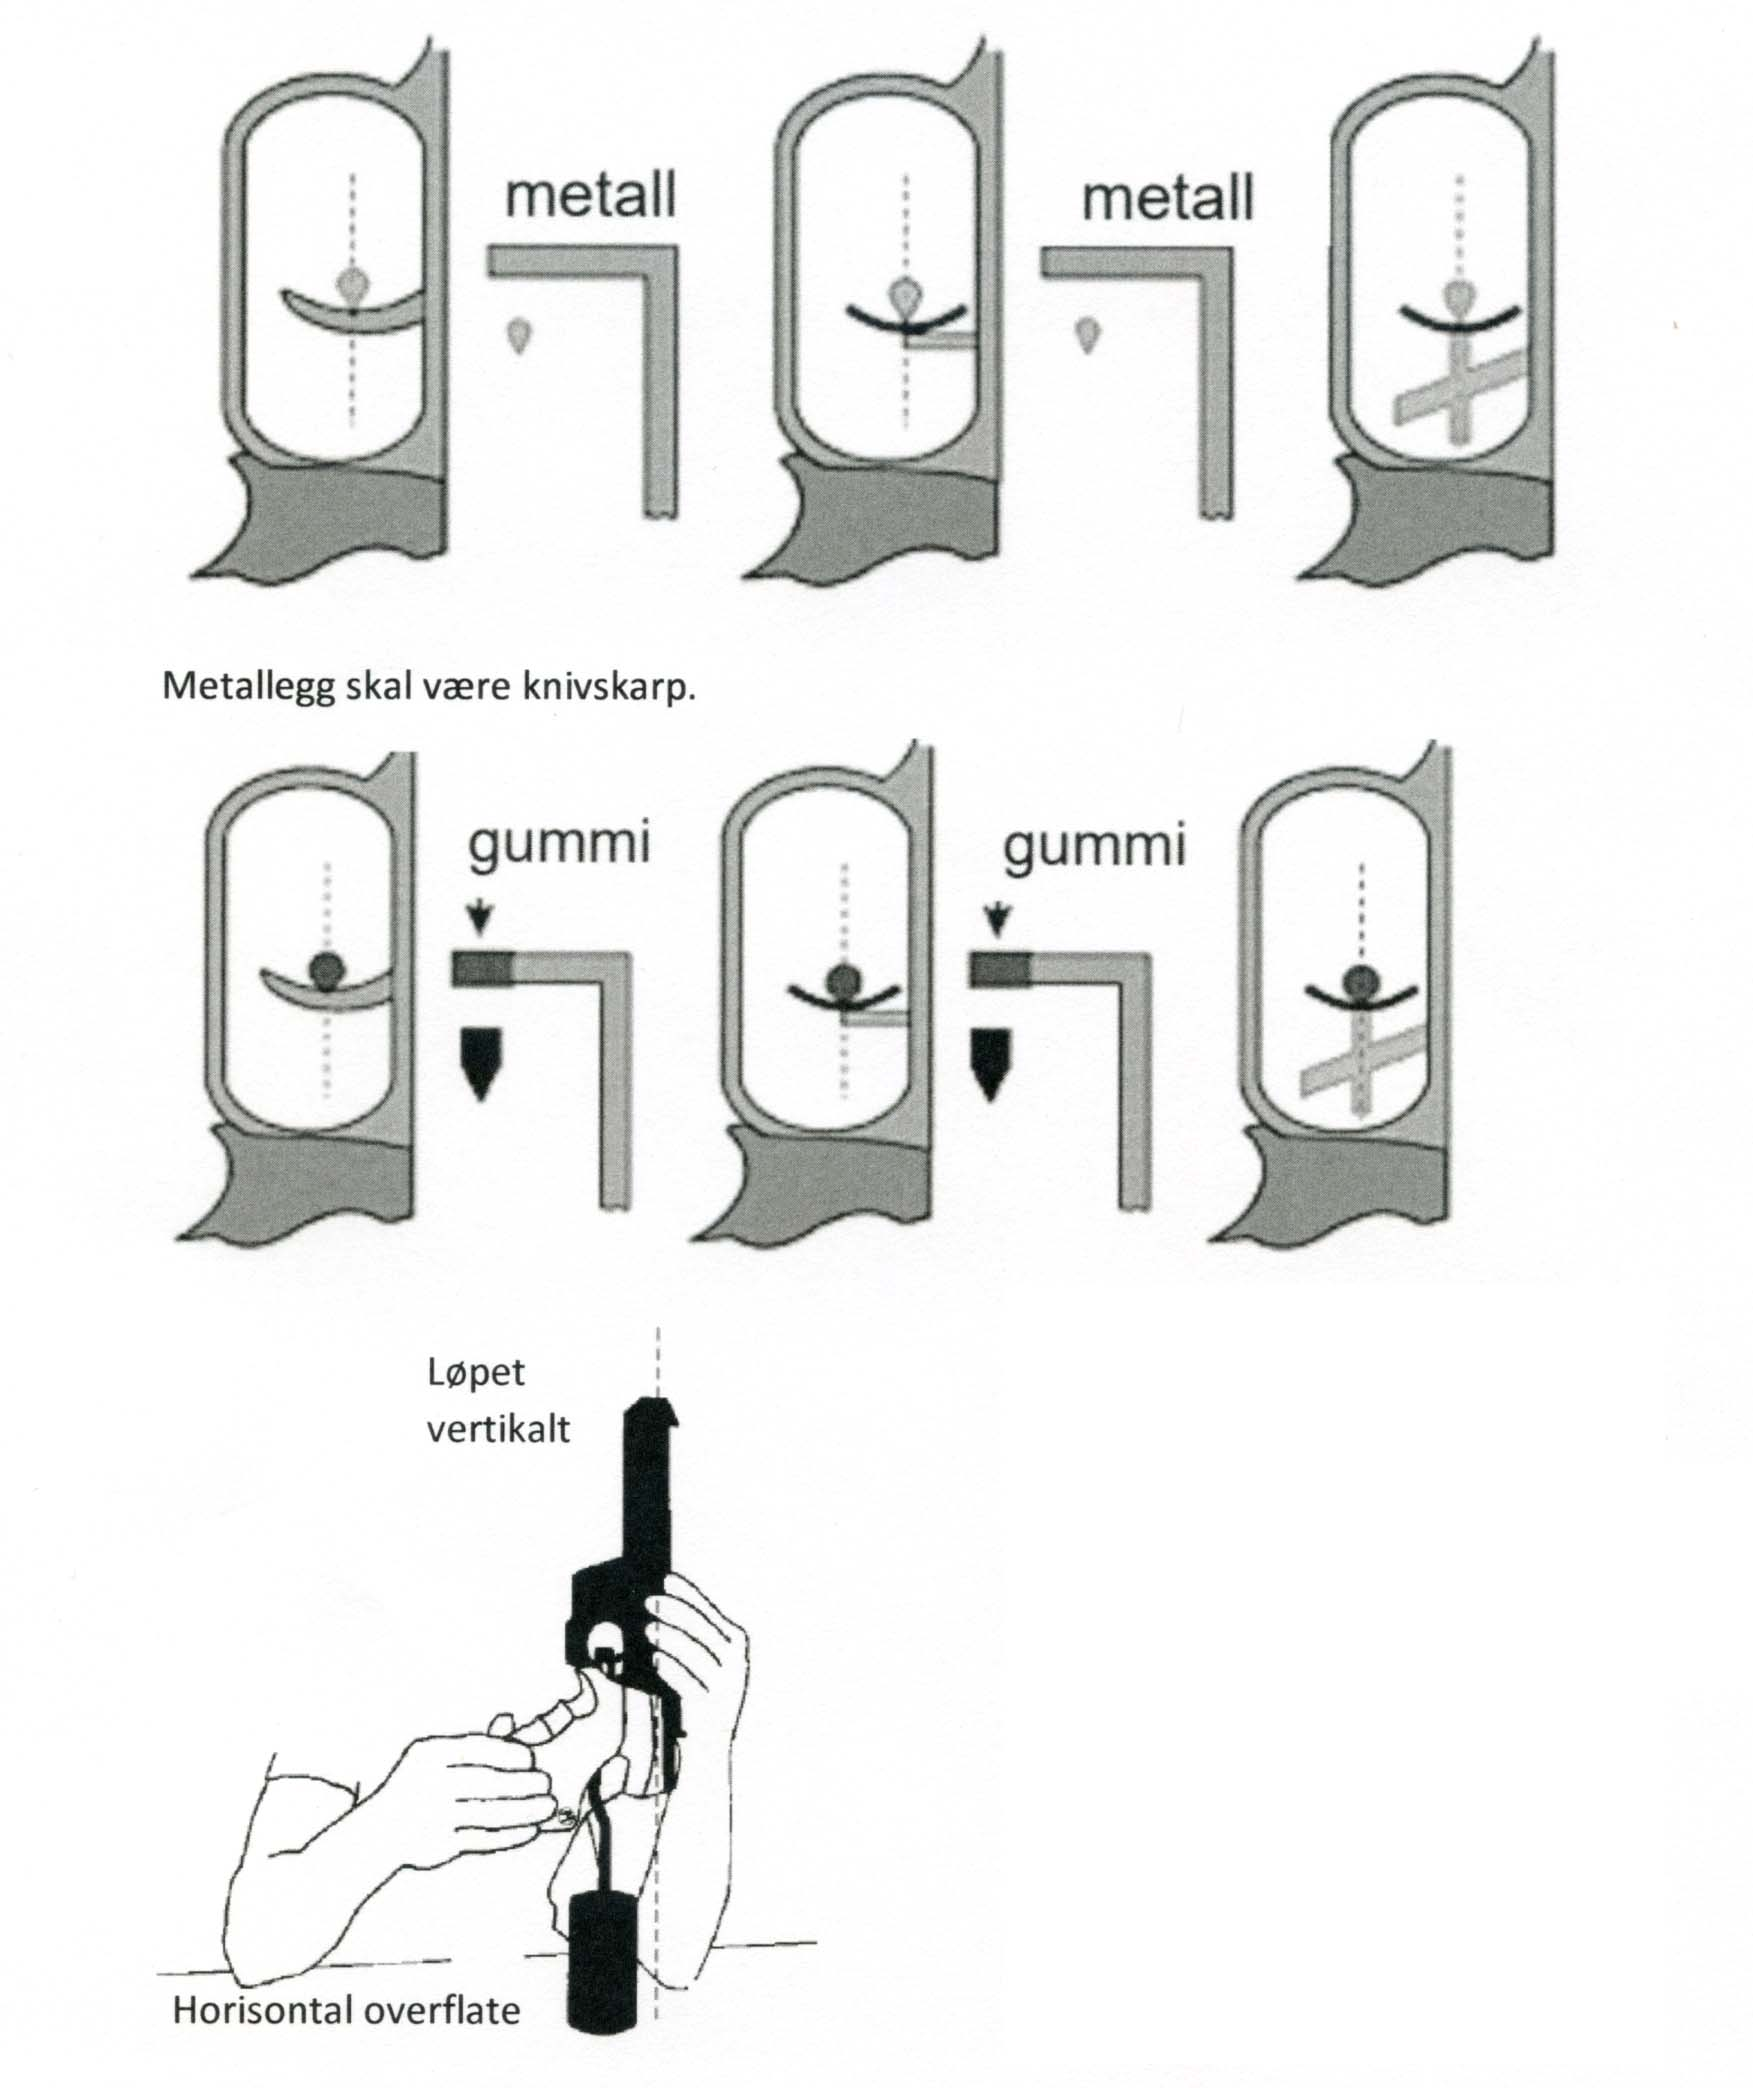 metall
metall
Metallegg skal være knivskarp.
gummi
gummi
Løpet
vertikalt
Horisontal overflate